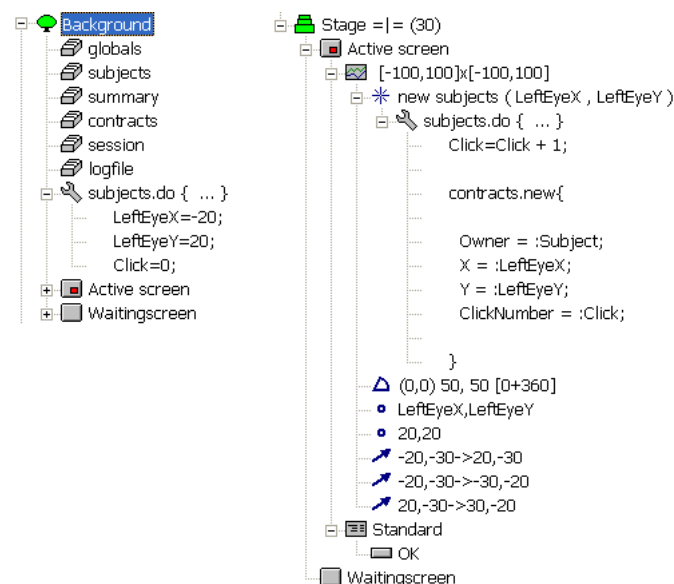 Background
globals
subjects
summary
contracts
session
logfile
subjects.do { ... }
LeftEyeX=-20;
LeftEyeY=20;
Click=0;
Active screen
Waitingscreen
Stage =|= (30)
Active screen
[-100,100]x[-100,100]
new subjects ( LeftEyeX , LeftEyeY )
subjects.do { ... }
Click=Click + 1;
contracts.new{
Owner = :Subject;
X = :LeftEyeX;
Y = :LeftEyeY;
ClickNumber = :Click;
}
(0,0) 50, 50 [0+360]
LeftEyeX,LeftEyeY
20,20
-20,-30->20,-30
-20,-30->-30,-20
20,-30->30,-20
Standard
OK
Waitingscreen